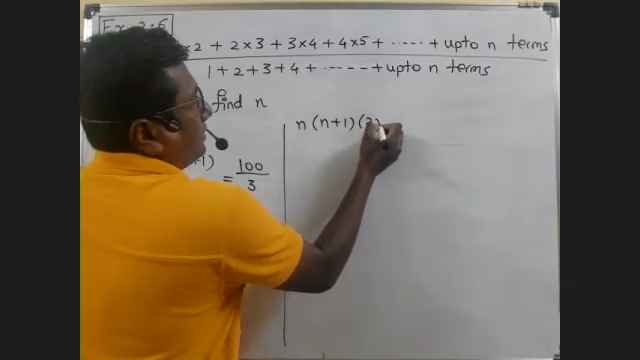 Ex 2.6
×2 + 2×3 + 3×4 + 4×5 + ..... + upto n terms
1 + 2 + 3 + 4 + ..... + upto n terms
find n
n (n+1) (2
+1)
= 100
3